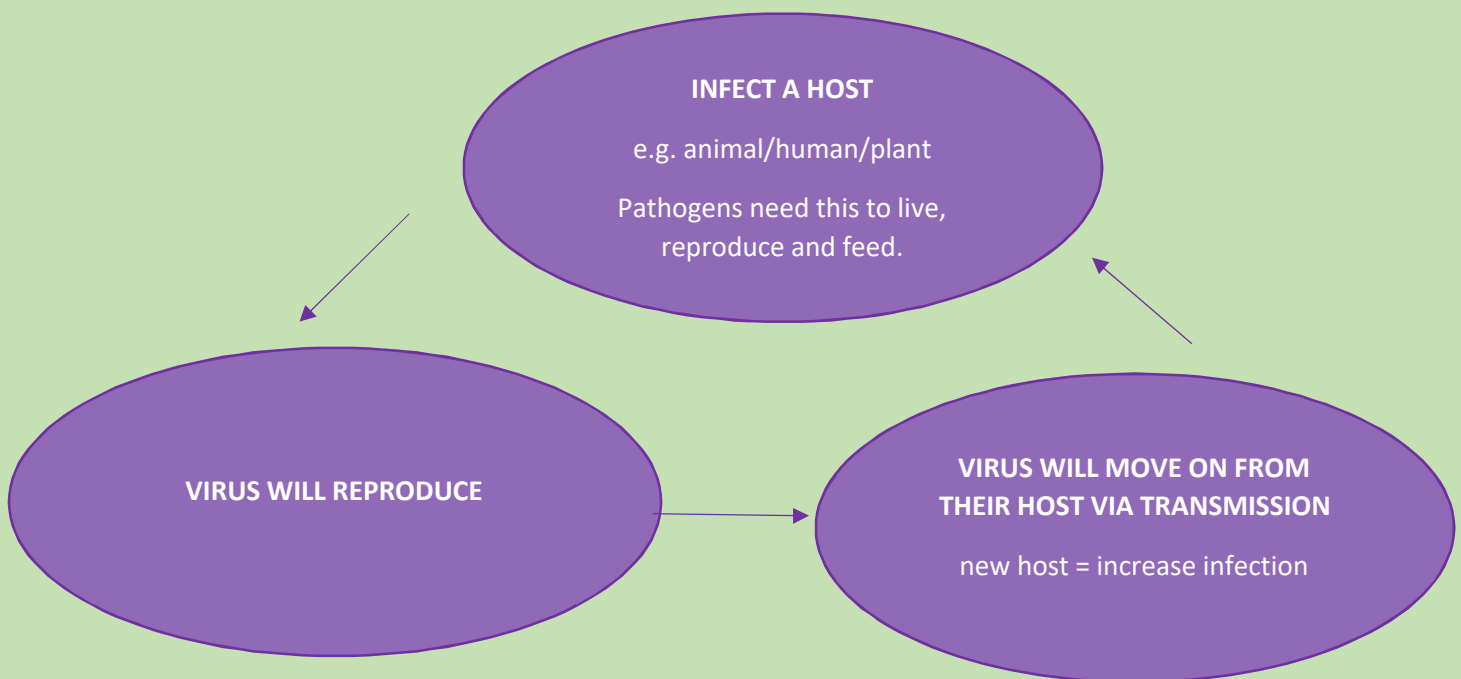 INFECT A HOST
e.g. animal/human/plant
Pathogens need this to live,
reproduce and feed.
VIRUS WILL REPRODUCE
VIRUS WILL MOVE ON FROM
THEIR HOST VIA TRANSMISSION
new host = increase infection